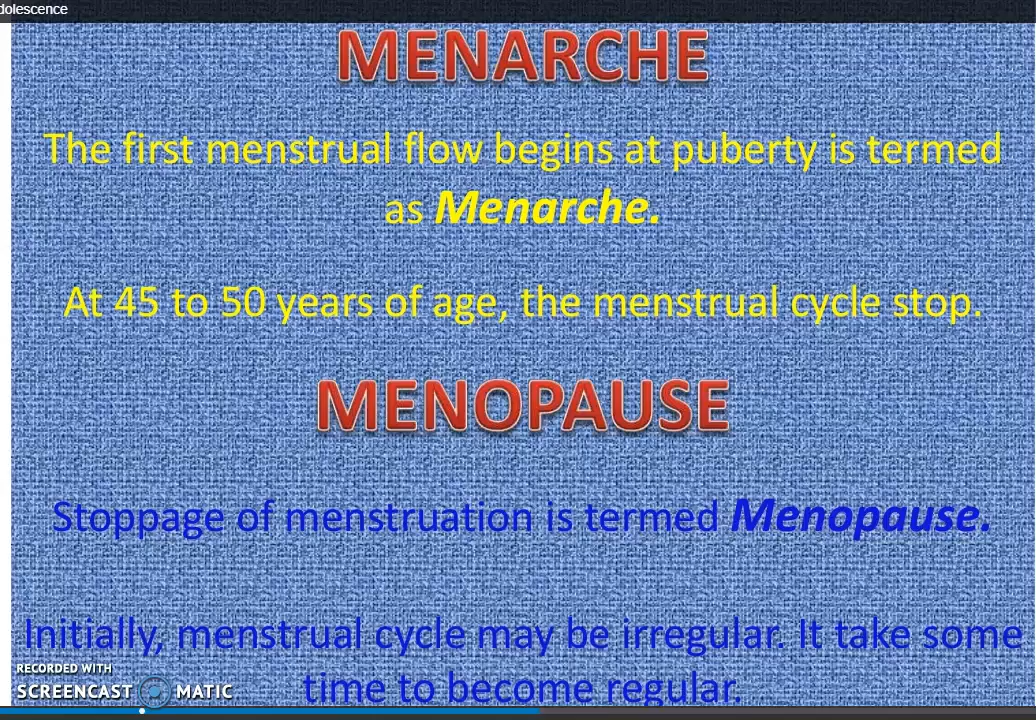 dolescence
MENARCHE
The first menstrual flow begins at puberty is termed
as Menarche.
At 45 to 50 years of age, the menstrual cycle stop.
MENOPAUSE
Stoppage of menstruation is termed Menopause.
Initially, menstrual cycle may be irregular. It take some
time to become regular.
RECORDED WITH
SCREENCAST MATIC